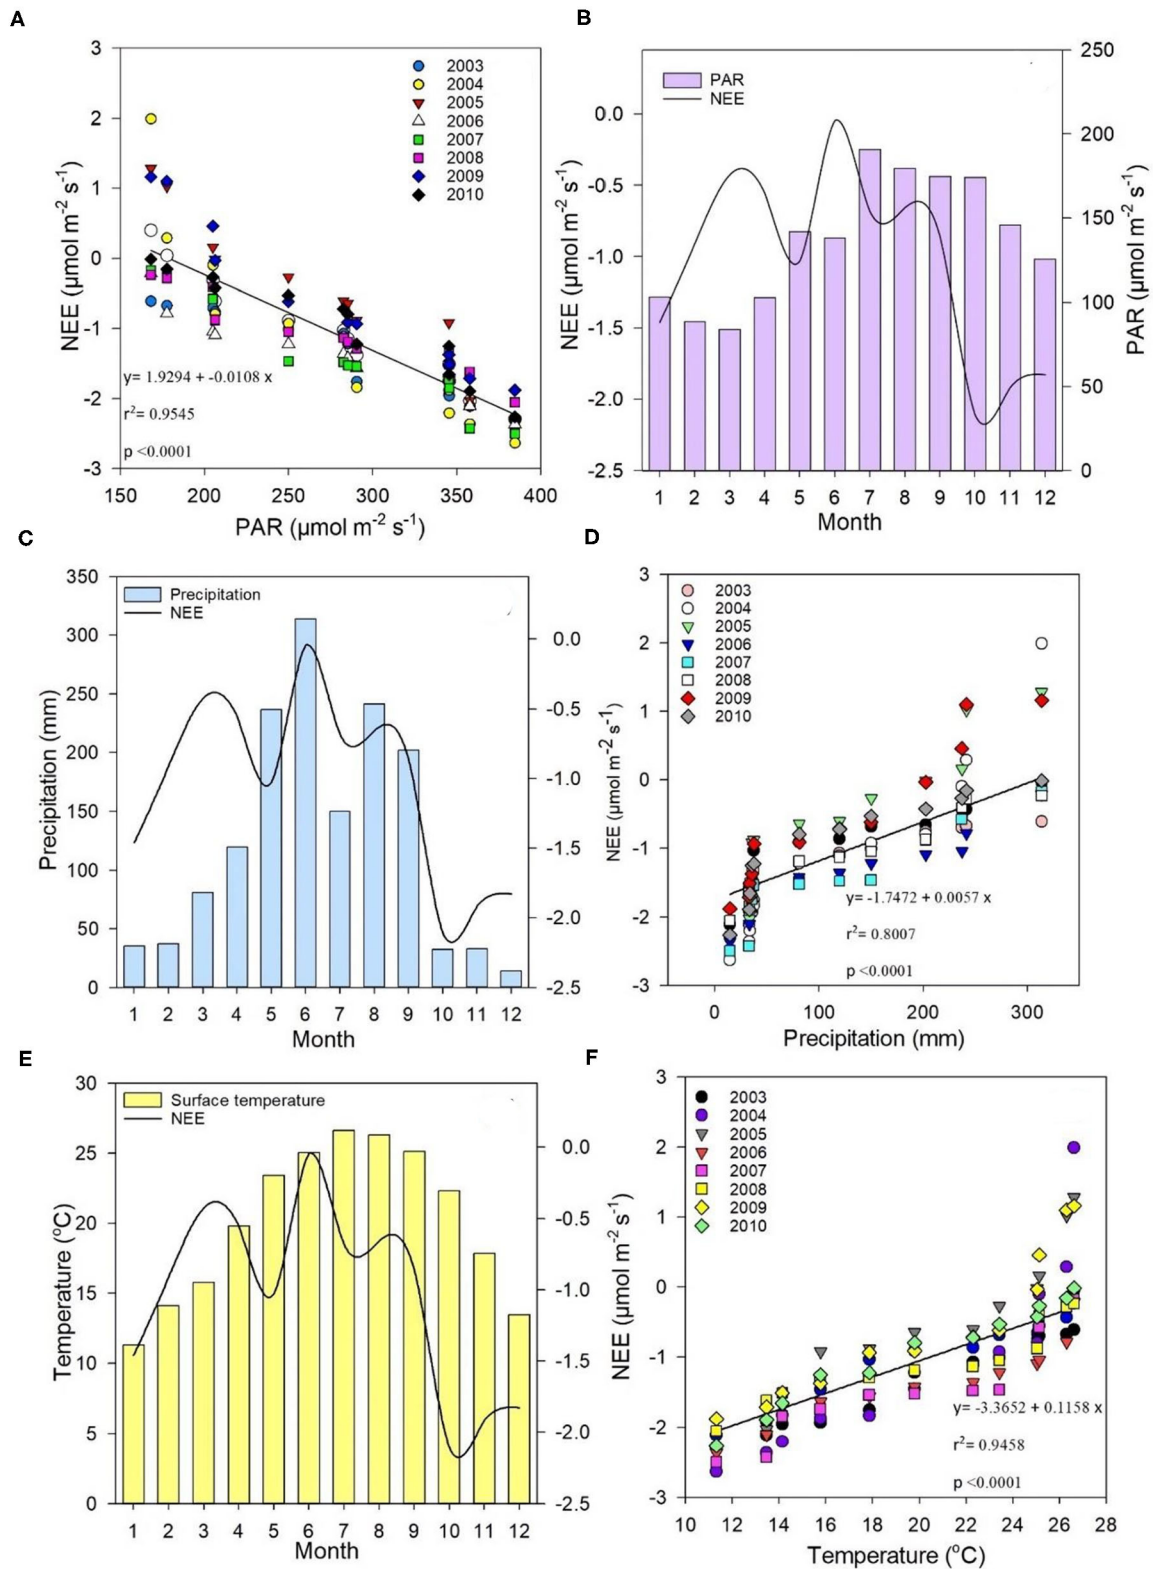 A
NEE (µmol m-2 s-1)
3
2
1
0
-1
-2
-3
2003
2004
2005
2006
2007
2008
2009
2010
y= 1.9294 + -0.0108 x
r2= 0.9545
p <0.0001
150 200 250 300 350 400
PAR (µmol m-2 s-1)
B
PAR
NEE
NEE (µmol m-2 s-1)
0.0
-0.5
-1.0
-1.5
-2.0
-2.5
250
200
150
100
50
0
PAR (µmol m-2 s-1)
1 2 3 4 5 6 7 8 9 10 11 12
Month
C
Precipitation
NEE
Precipitation (mm)
350
300
250
200
150
100
50
0
0.0
-0.5
-1.0
-1.5
-2.0
-2.5
1 2 3 4 5 6 7 8 9 10 11 12
Month
D
NEE (µmol m-2 s-1)
3
2
1
0
-1
-2
-3
2003
2004
2005
2006
2007
2008
2009
2010
y= -1.7472 + 0.0057 x
r2= 0.8007
p <0.0001
0 100 200 300
Precipitation (mm)
E
Surface temperature
NEE
Temperature (oC)
30
25
20
15
10
5
0
0.0
-0.5
-1.0
-1.5
-2.0
-2.5
1 2 3 4 5 6 7 8 9 10 11 12
Month
F
NEE (µmol m-2 s-1)
3
2
1
0
-1
-2
-3
2003
2004
2005
2006
2007
2008
2009
2010
y= -3.3652 + 0.1158 x
r2= 0.9458
p <0.0001
10 12 14 16 18 20 22 24 26 28
Temperature (oC)